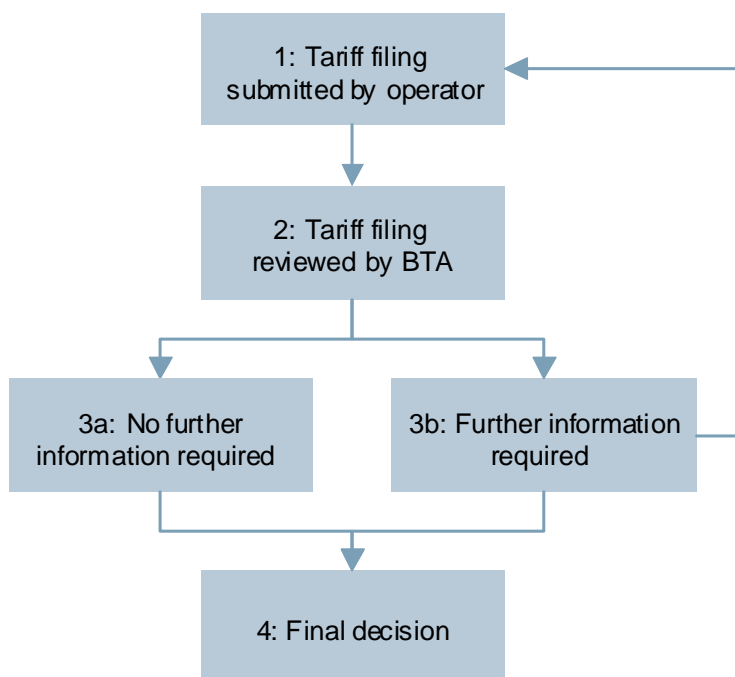 1: Tariff filing
submitted by operator
2: Tariff filing
reviewed by BTA
3a: No further
information required
3b: Further information
required
4: Final decision